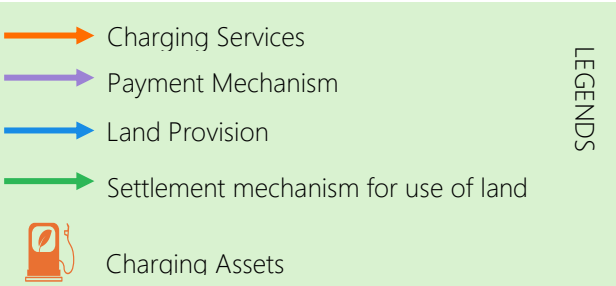 Charging Services
Payment Mechanism
Land Provision
Settlement mechanism for use of land
Charging Assets
LEGENDS